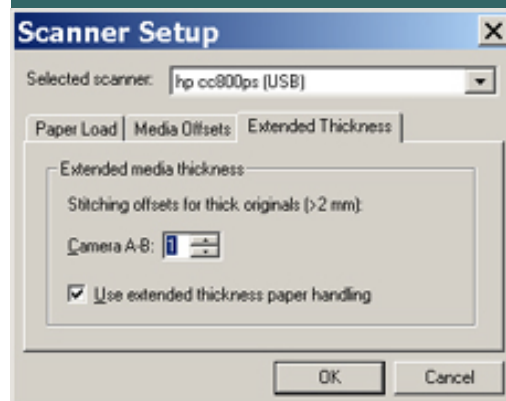 Scanner Setup
Selected scanner: hp cc800ps (USB)
Paper Load Media Offsets Extended Thickness
Extended media thickness
Stitching offsets for thick originals (>2 mm):
Camera A-B: 1
Use extended thickness paper handling
OK Cancel